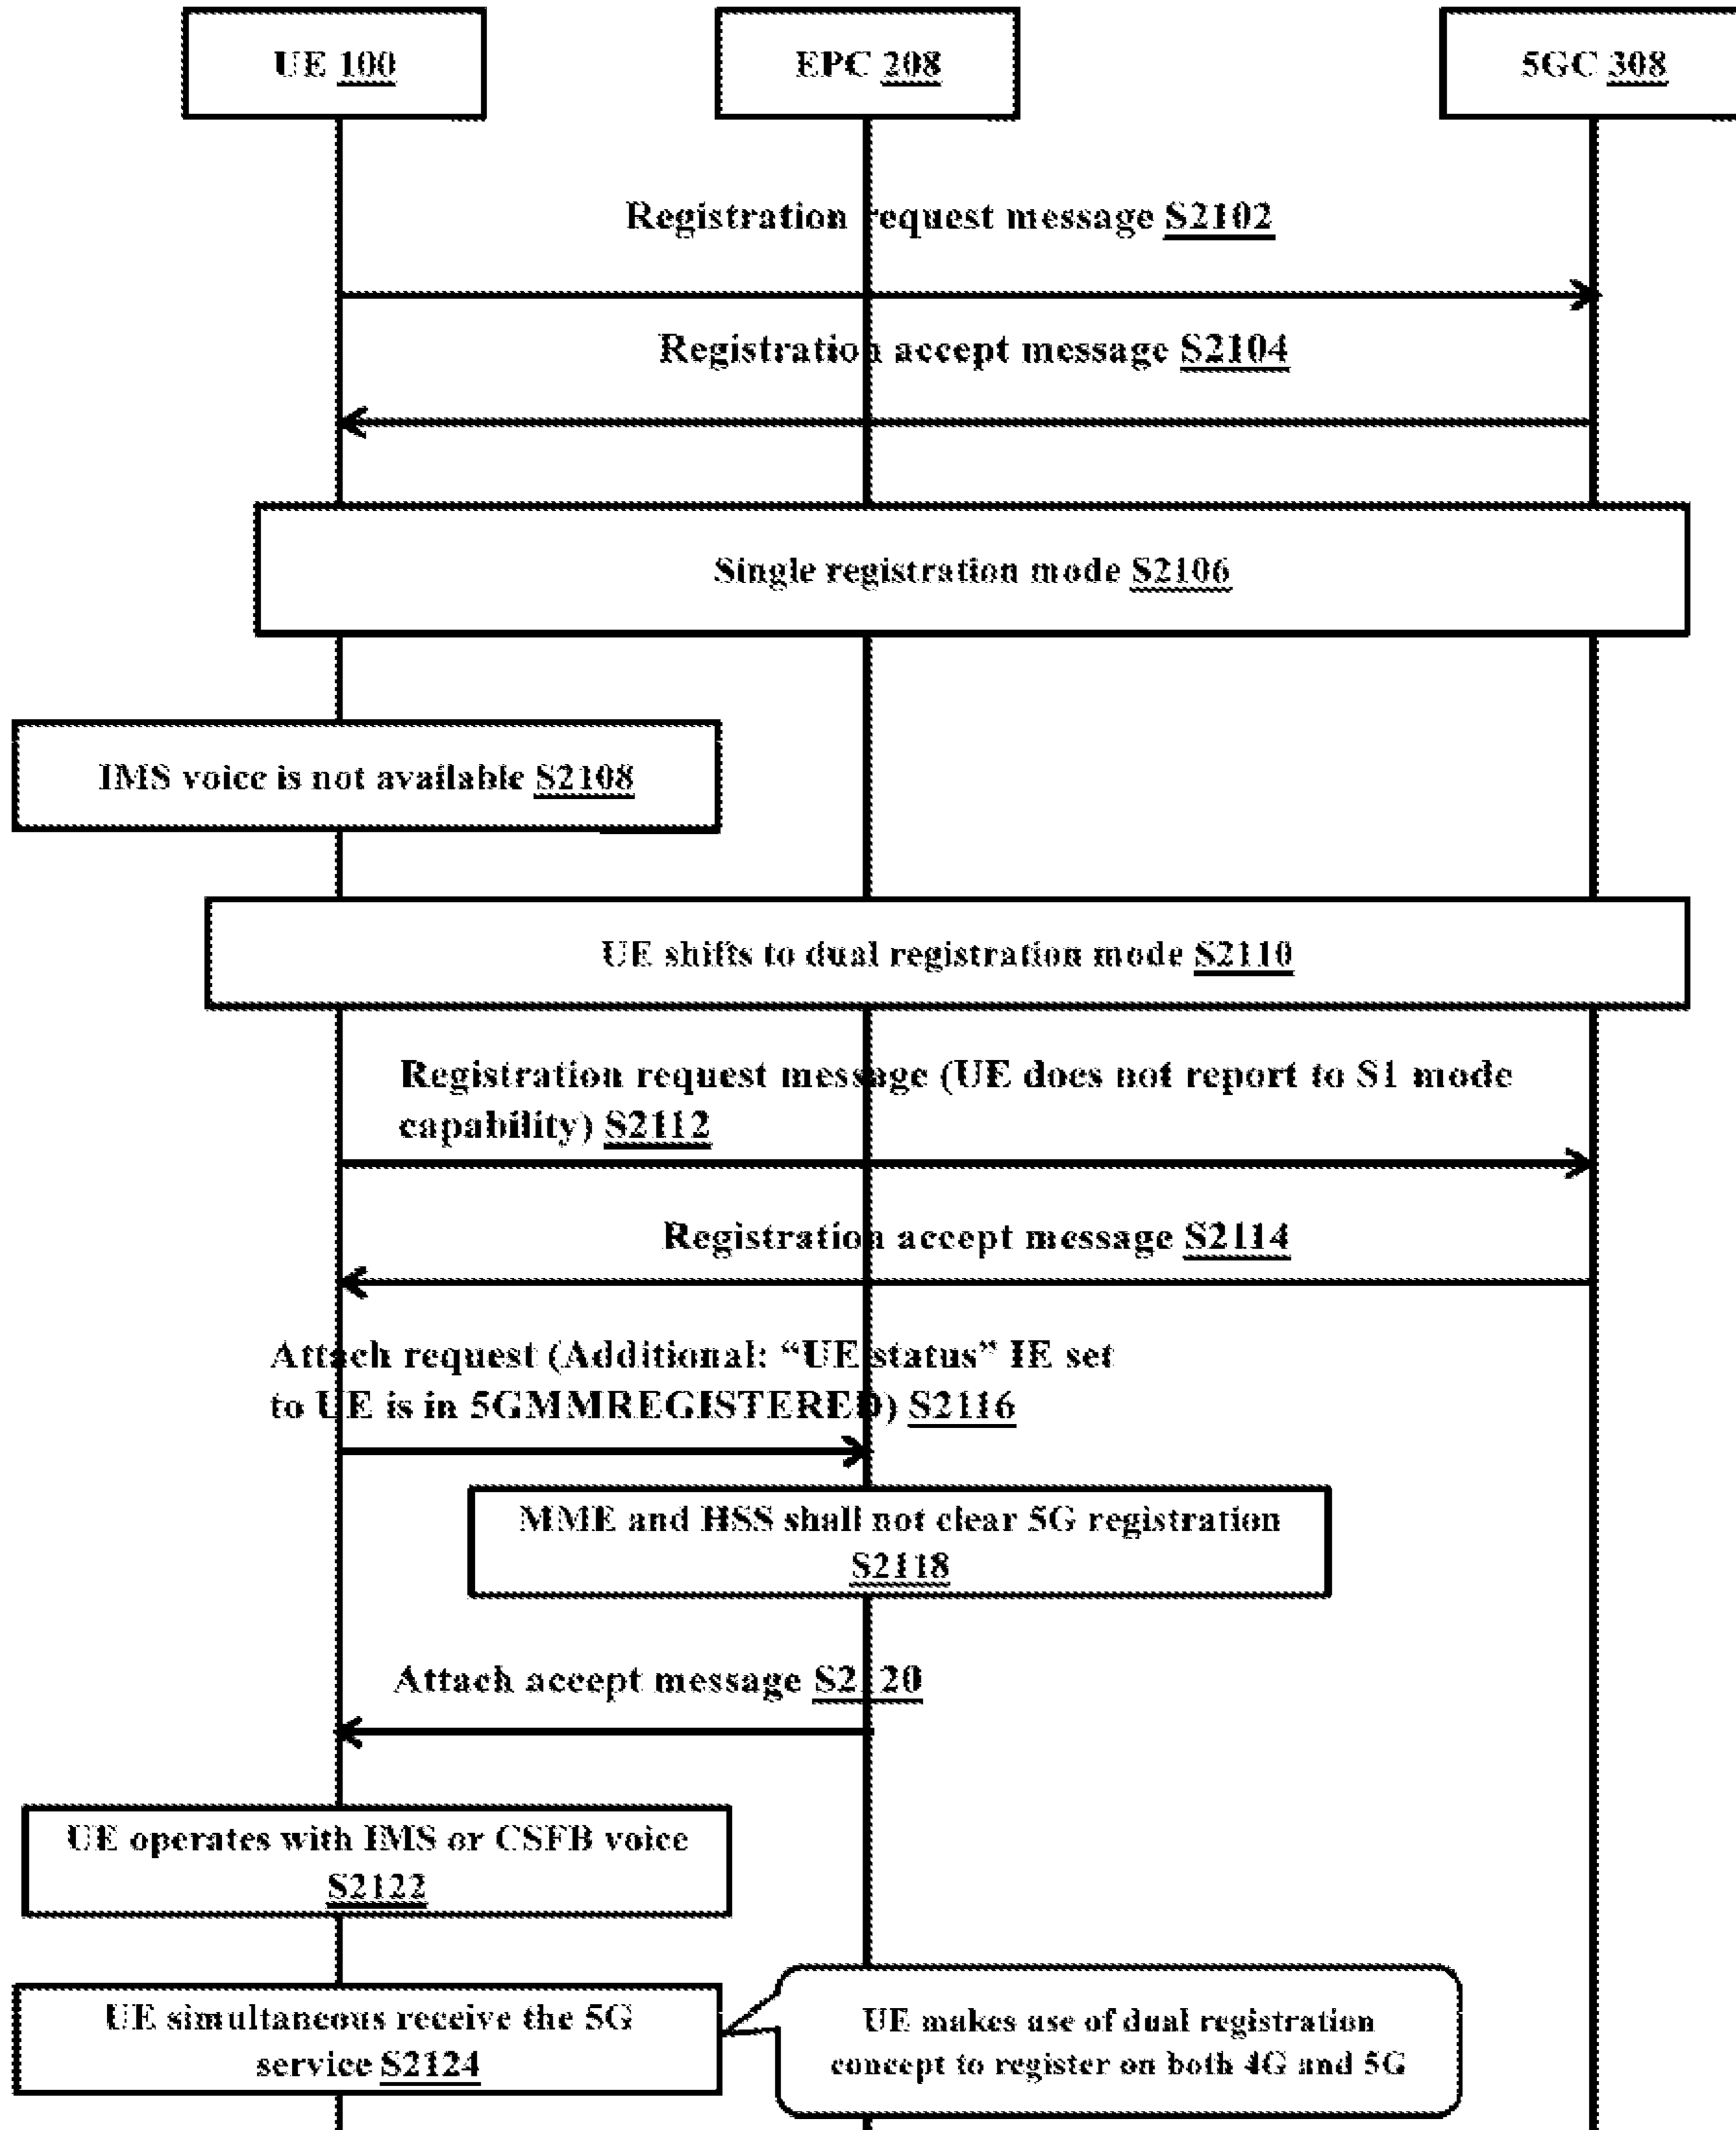 UE 100
EPC 208
5GC 308
Registration request message S2102
Registration accept message S2104
Single registration mode S2106
IMS voice is not available S2108
UE shifts to dual registration mode S2110
Registration request message (UE does not report to S1 mode
capability) S2112
Registration accept message S2114
Attach request (Additional: “UE status” IE set
to UE is in 5GMMREGISTERED) S2116
MME and HSS shall not clear 5G registration
S2118
Attach accept message S2120
UE operates with IMS or CSFB voice
S2122
UE simultaneous receive the 5G
service S2124
UE makes use of dual registration
concept to register on both 4G and 5G